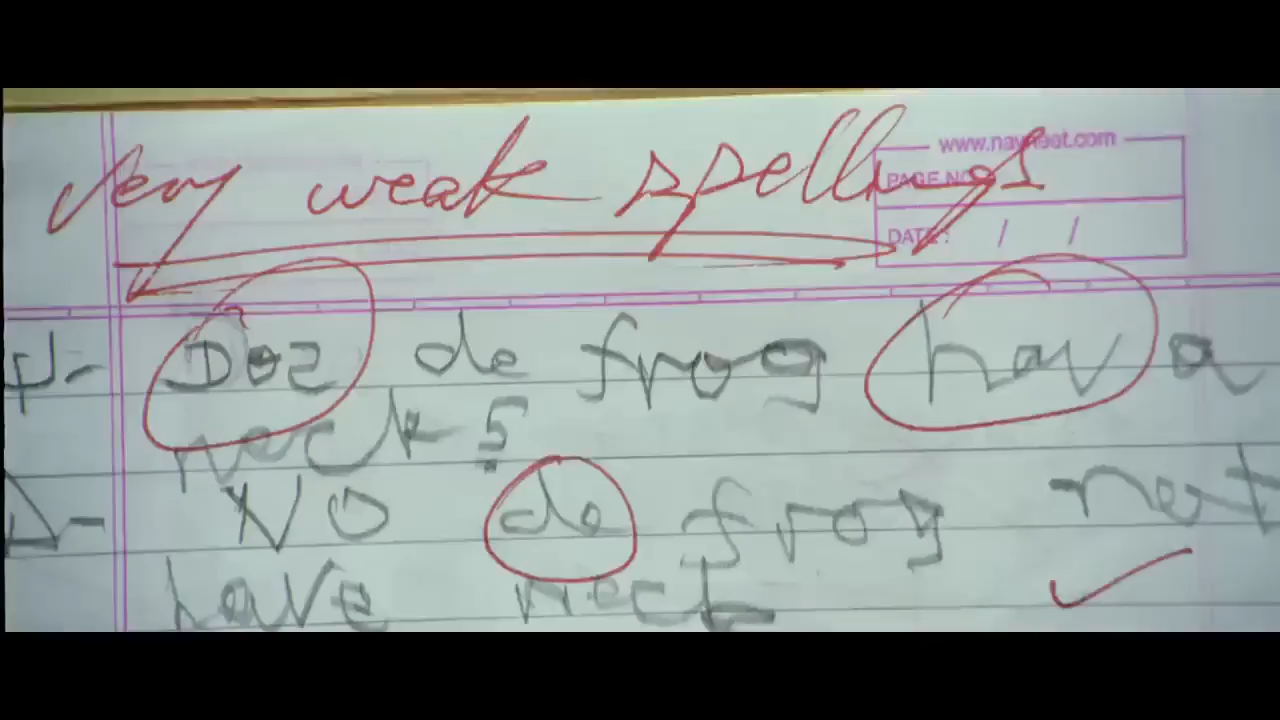 Very weak spellings
www.navneet.com
PAGE NO.
DATE: / /
Doz de frog hav a
neck?
A- NO de frog not
have neck